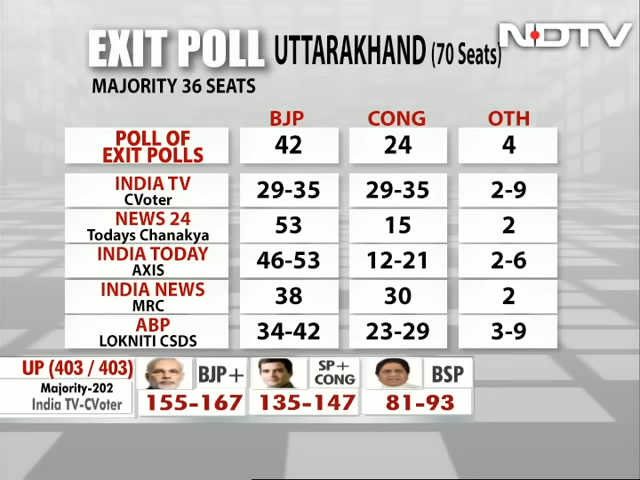 EXIT POLL UTTARAKHAND (70 Seats) NDTV
MAJORITY 36 SEATS
BJP CONG OTH
POLL OF
EXIT POLLS 42 24 4
INDIA TV
CVoter 29-35 29-35 2-9
NEWS 24
Todays Chanakya 53 15 2
INDIA TODAY
AXIS 46-53 12-21 2-6
INDIA NEWS
MRC 38 30 2
ABP
LOKNITI CSDS 34-42 23-29 3-9
UP (403 / 403)
Majority-202
India TV-CVoter
BJP+
155-167
SP+
CONG
135-147
BSP
81-93